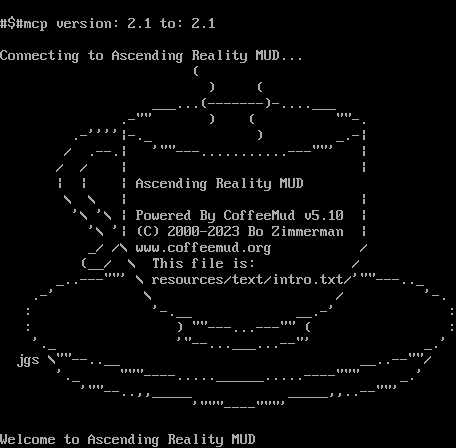 #$#mcp version: 2.1 to: 2.1
Connecting to Ascending Reality MUD...
Ascending Reality MUD
Powered By CoffeeMud v5.10
(C) 2000-2023 Bo Zimmerman
www.coffeemud.org
This file is:
resources/text/intro.txt
jgs
Welcome to Ascending Reality MUD